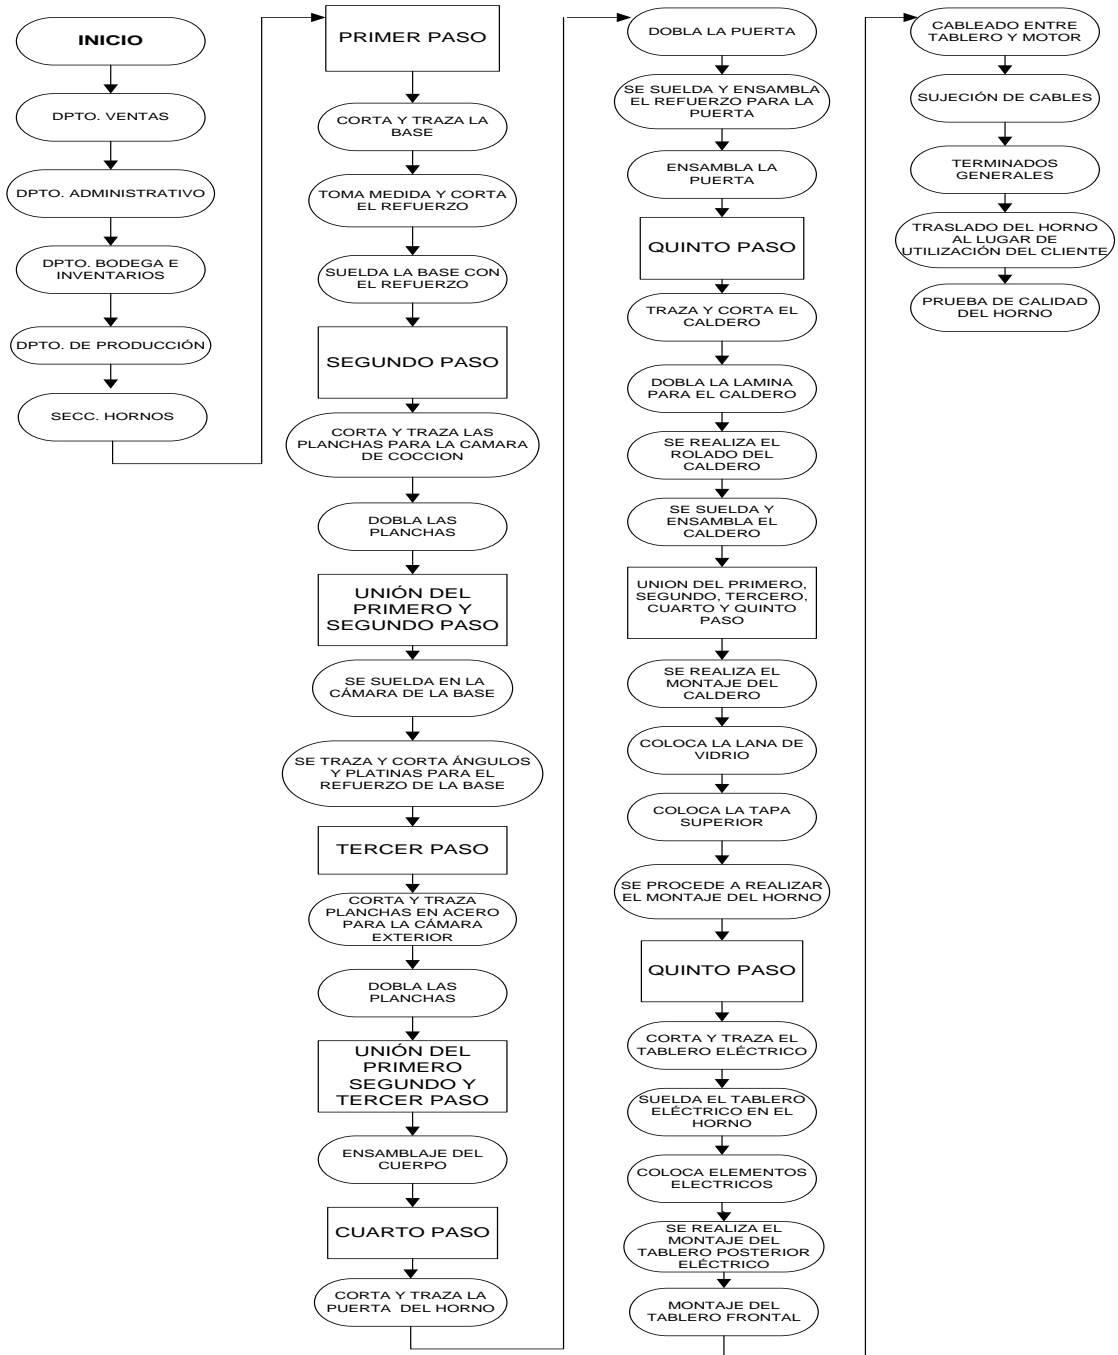 INICIO
DPTO. VENTAS
DPTO. ADMINISTRATIVO
DPTO. BODEGA E
INVENTARIOS
DPTO. DE PRODUCCIÓN
SECC. HORNOS
PRIMER PASO
CORTA Y TRAZA LA
BASE
TOMA MEDIDA Y CORTA
EL REFUERZO
SUELDA LA BASE CON
EL REFUERZO
SEGUNDO PASO
CORTA Y TRAZA LAS
PLANCHAS PARA LA CAMARA
DE COCCION
DOBLA LAS
PLANCHAS
UNIÓN DEL
PRIMERO Y
SEGUNDO PASO
SE SUELDA EN LA
CÁMARA DE LA BASE
SE TRAZA Y CORTA ÁNGULOS
Y PLATINAS PARA EL
REFUERZO DE LA BASE
TERCER PASO
CORTA Y TRAZA
PLANCHAS EN ACERO
PARA LA CÁMARA
EXTERIOR
DOBLA LAS
PLANCHAS
UNIÓN DEL
PRIMERO
SEGUNDO Y
TERCER PASO
ENSAMBLAJE DEL
CUERPO
CUARTO PASO
CORTA Y TRAZA LA
PUERTA DEL HORNO
DOBLA LA PUERTA
SE SUELDA Y ENSAMBLA
EL REFUERZO PARA LA
PUERTA
ENSAMBLA LA
PUERTA
QUINTO PASO
TRAZA Y CORTA EL
CALDERO
DOBLA LA LAMINA
PARA EL CALDERO
SE REALIZA EL
ROLADO DEL
CALDERO
SE SUELDA Y
ENSAMBLA EL
CALDERO
UNION DEL PRIMERO,
SEGUNDO, TERCERO,
CUARTO Y QUINTO
PASO
SE REALIZA EL
MONTAJE DEL
CALDERO
COLOCA LA LANA DE
VIDRIO
COLOCA LA TAPA
SUPERIOR
SE PROCEDE A REALIZAR
EL MONTAJE DEL HORNO
QUINTO PASO
CORTA Y TRAZA EL
TABLERO ELÉCTRICO
SUELDA EL TABLERO
ELÉCTRICO EN EL
HORNO
COLOCA ELEMENTOS
ELECTRICOS
SE REALIZA EL
MONTAJE DEL
TABLERO POSTERIOR
ELÉCTRICO
MONTAJE DEL
TABLERO FRONTAL
CABLEADO ENTRE
TABLERO Y MOTOR
SUJECIÓN DE CABLES
TERMINADOS
GENERALES
TRASLADO DEL HORNO
AL LUGAR DE
UTILIZACIÓN DEL CLIENTE
PRUEBA DE CALIDAD
DEL HORNO